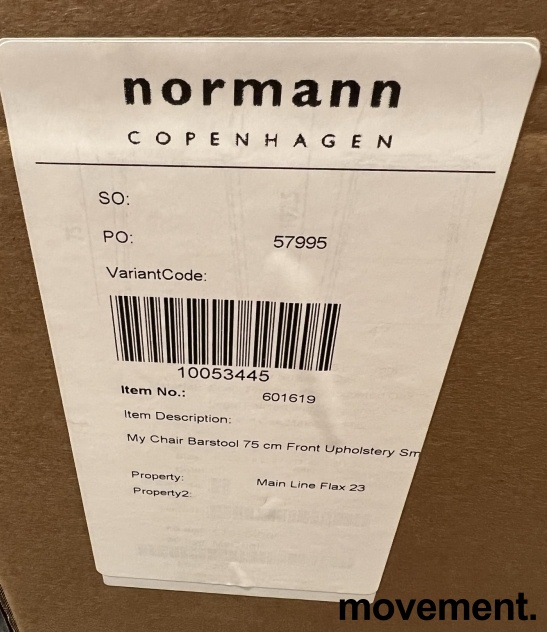 normann
COPENHAGEN
SO:
PO: 57995
VariantCode:
10053445
Item No.: 601619
Item Description:
My Chair Barstool 75 cm Front Upholstery Sm
Property: Main Line Flax 23
Property2:
movement.